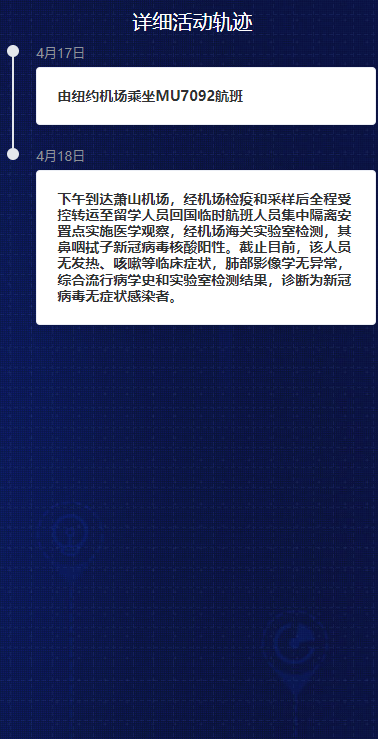 详细活动轨迹
4月17日
由纽约机场乘坐MU7092航班
4月18日
下午到达萧山机场，经机场检疫和采样后全程受
控转运至留学人员回国临时航班人员集中隔离安
置点实施医学观察，经机场海关实验室检测，其
鼻咽拭子新冠病毒核酸阳性。截止目前，该人员
无发热、咳嗽等临床症状，肺部影像学无异常，
综合流行病学史和实验室检测结果，诊断为新冠
病毒无症状感染者。